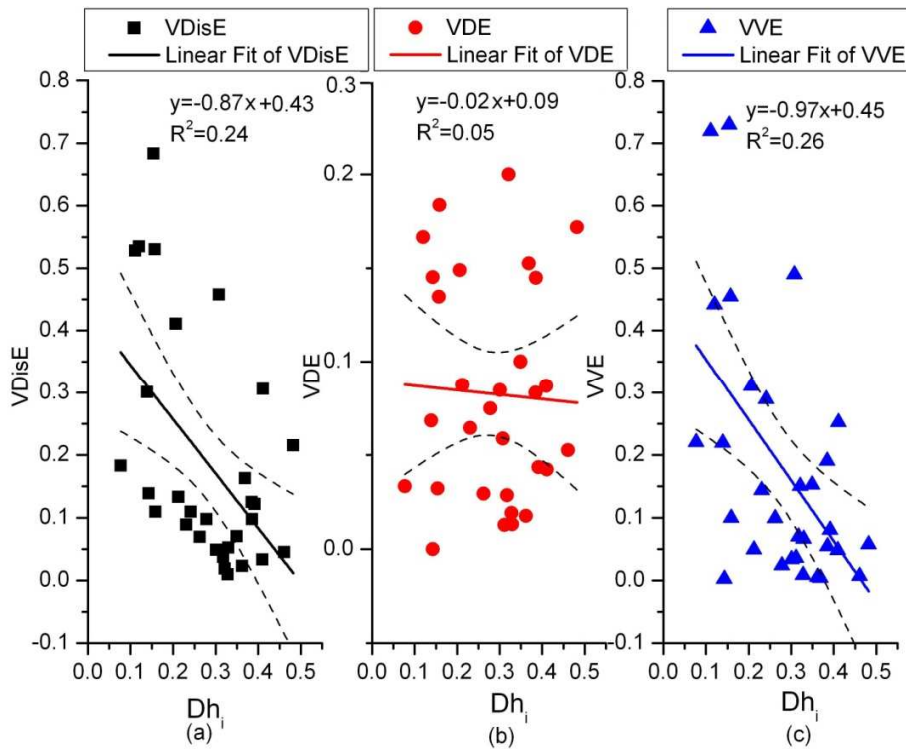 VDisE
Linear Fit of VDisE
VDE
Linear Fit of VDE
VVE
Linear Fit of VVE
y=-0.87x+0.43
R²=0.24
0.8
0.7
0.6
0.5
0.4
0.3
0.2
0.1
0.0
-0.1
VDisE
0.0 0.1 0.2 0.3 0.4 0.5
Dhᵢ
(a)
y=-0.02x+0.09
R²=0.05
0.3
0.2
0.1
0.0
VDE
0.0 0.1 0.2 0.3 0.4 0.5
Dhᵢ
(b)
y=-0.97x+0.45
R²=0.26
0.8
0.7
0.6
0.5
0.4
0.3
0.2
0.1
0.0
-0.1
VVE
0.0 0.1 0.2 0.3 0.4 0.5
Dhᵢ
(c)